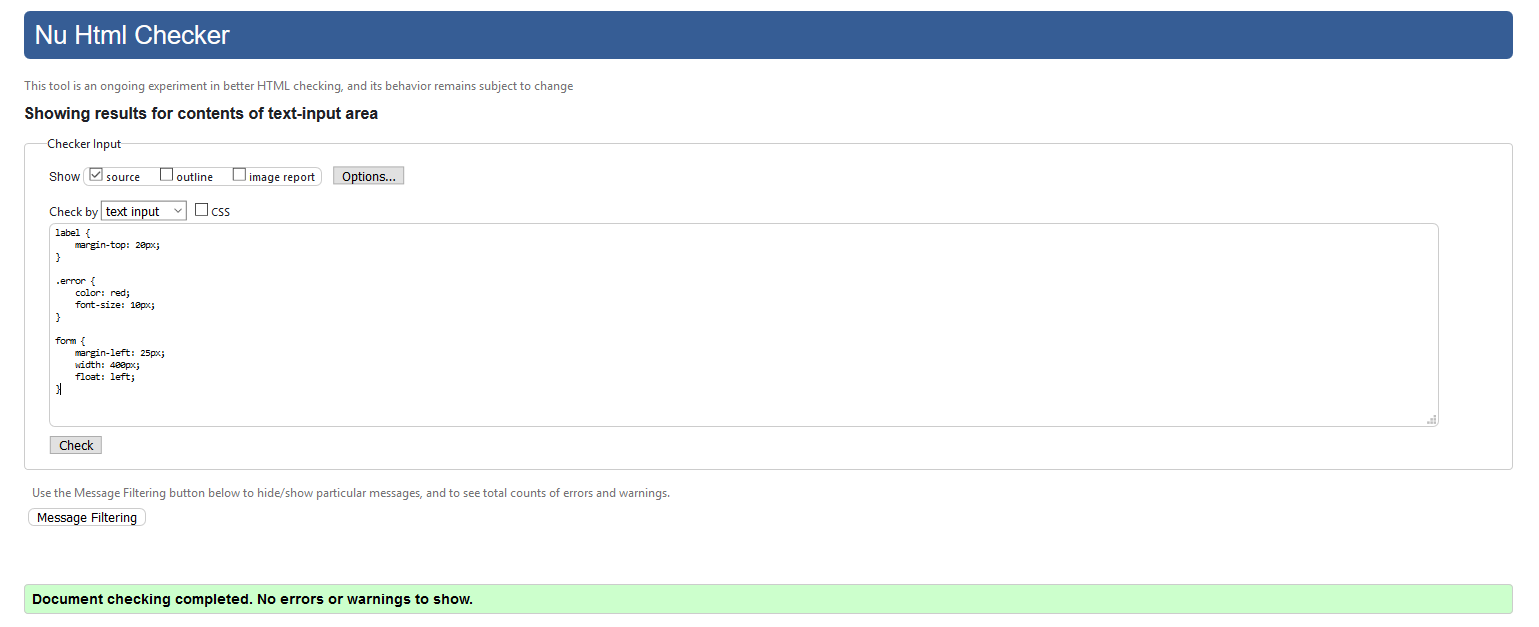 Nu Html Checker
This tool is an ongoing experiment in better HTML checking, and its behavior remains subject to change
Showing results for contents of text-input area
Checker Input
Show source outline image report Options...
Check by text input CSS
label {
    margin-top: 20px;
}

.error {
    color: red;
    font-size: 10px;
}

form {
    margin-left: 25px;
    width: 400px;
    float: left;
}
Check
Use the Message Filtering button below to hide/show particular messages, and to see total counts of errors and warnings.
Message Filtering
Document checking completed. No errors or warnings to show.